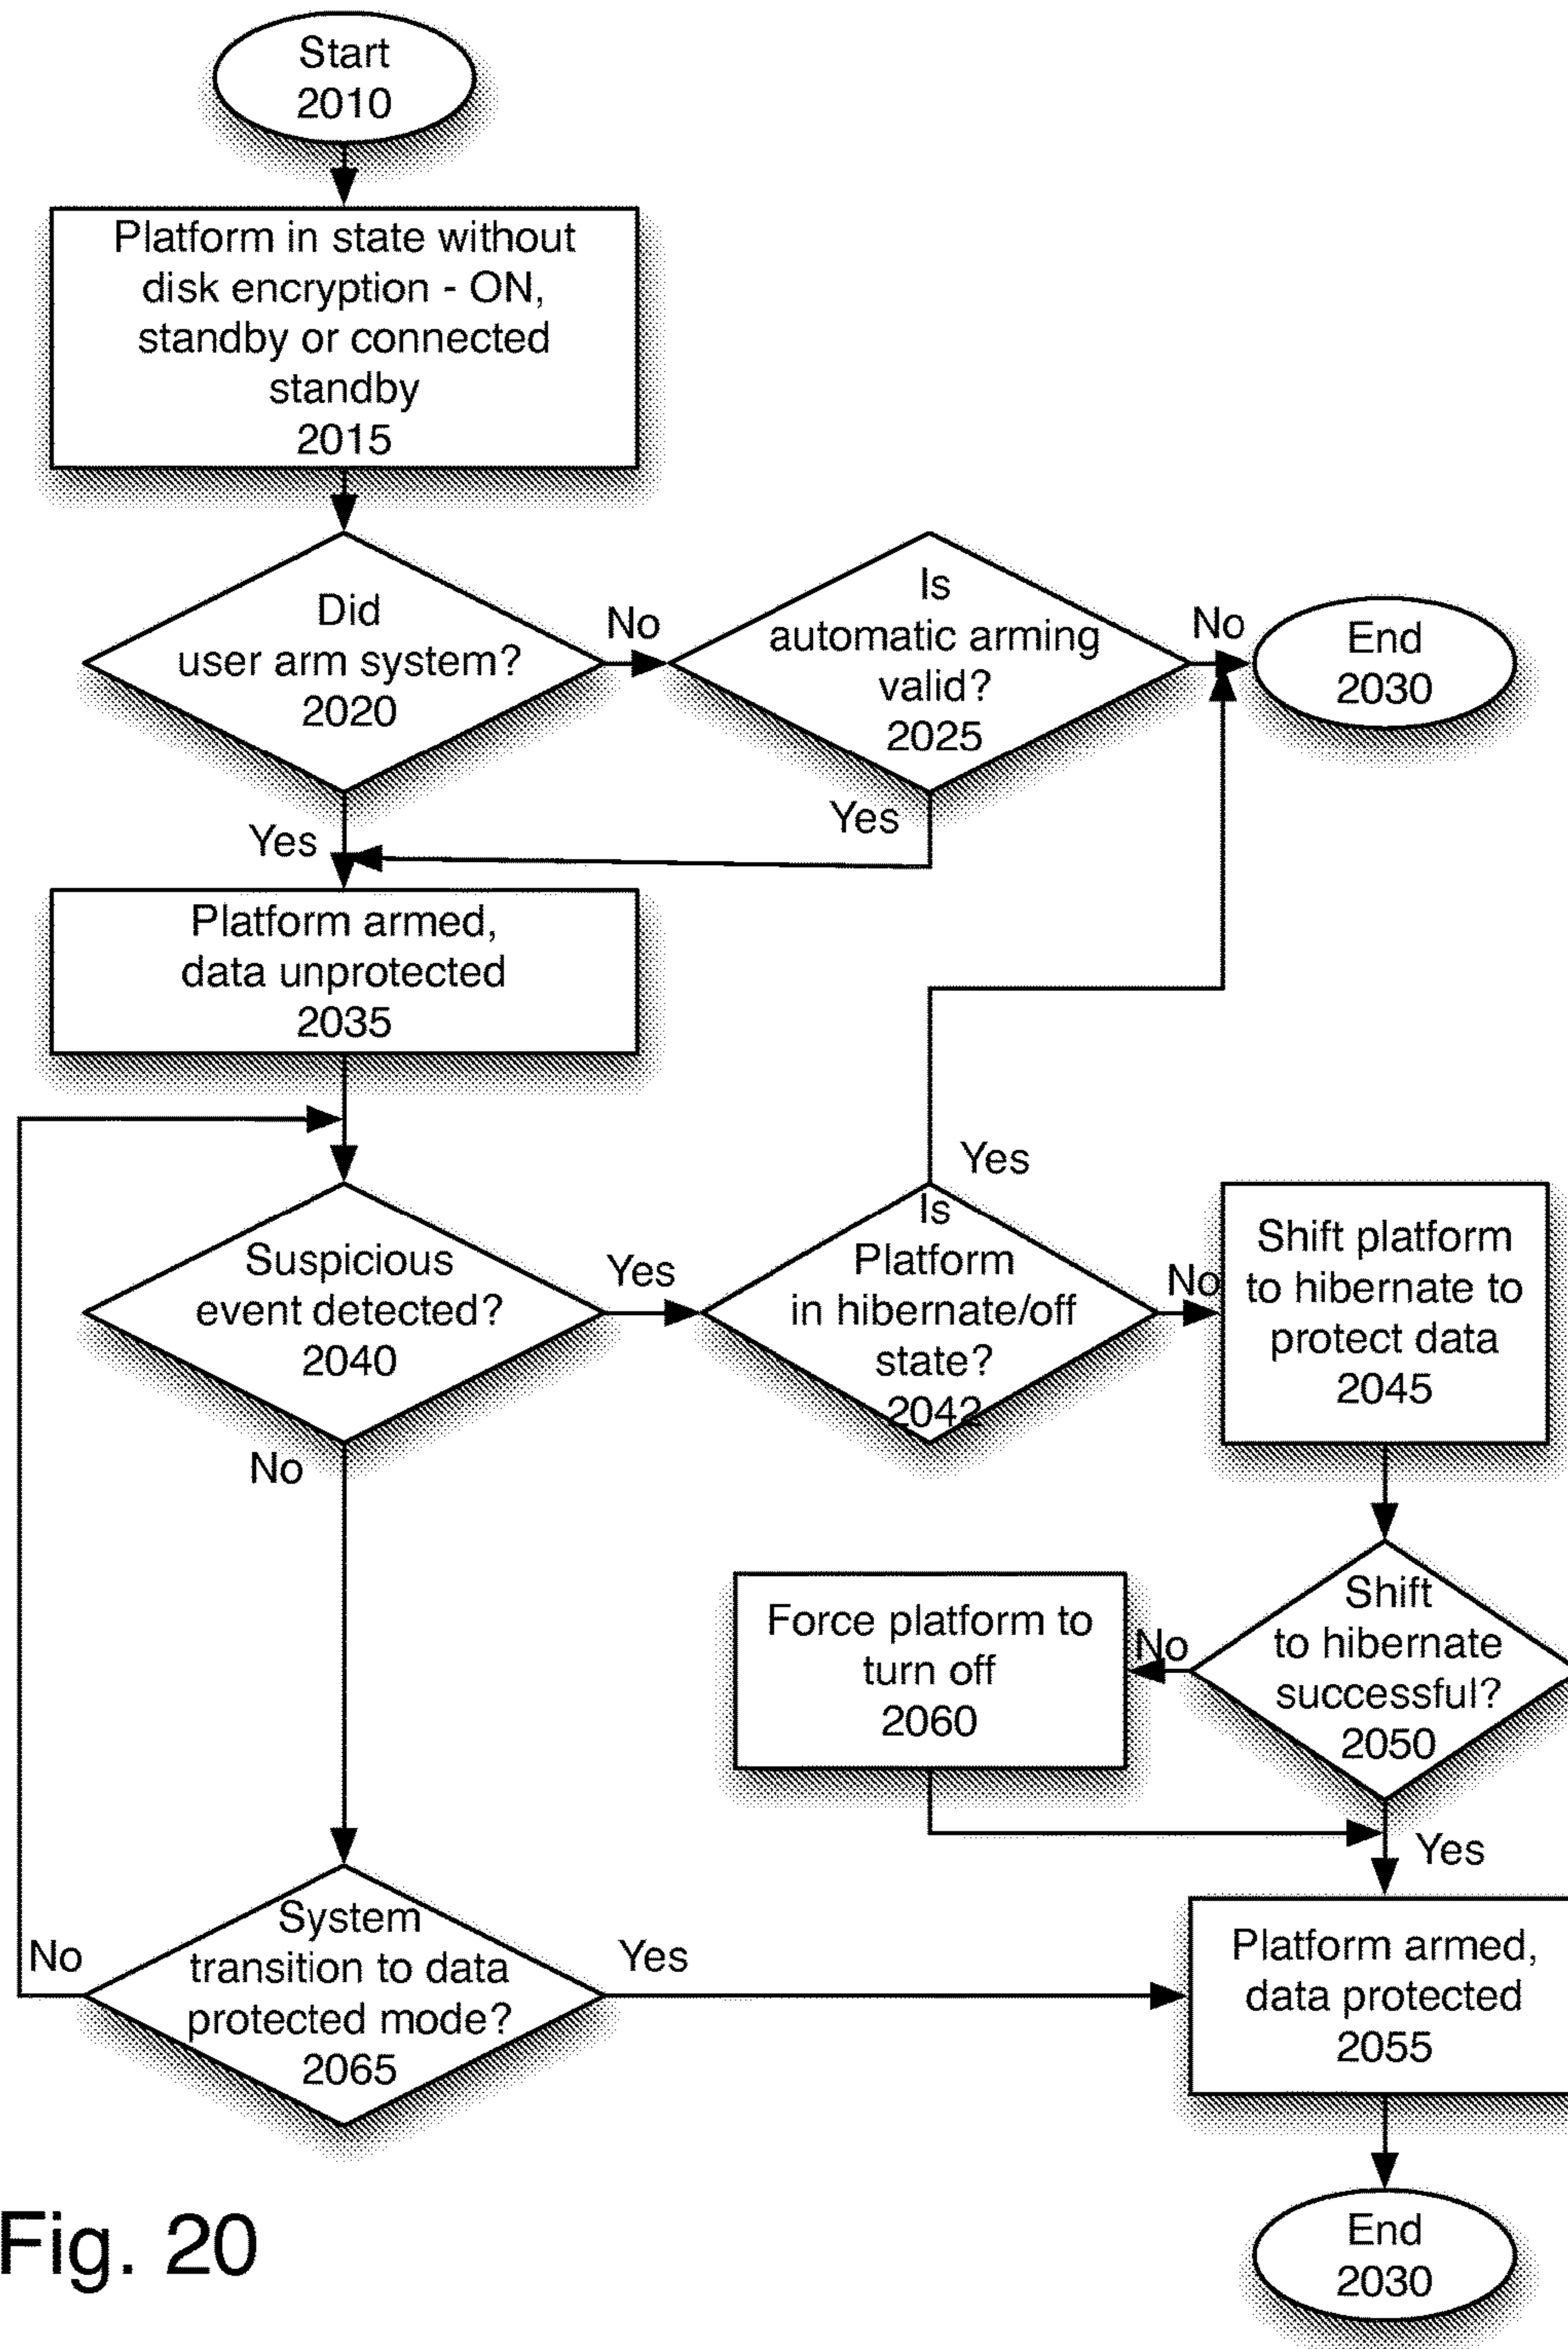 Start
2010
Platform in state without
disk encryption - ON,
standby or connected
standby
2015
Did
user arm system?
2020
No
Is
automatic arming
valid?
2025
No
End
2030
Yes
Yes
Platform armed,
data unprotected
2035
Suspicious
event detected?
2040
Yes
Yes
Is
Platform
in hibernate/off
state?
2042
No
Shift platform
to hibernate to
protect data
2045
No
Shift
to hibernate
successful?
2050
No
Force platform to
turn off
2060
Yes
System
transition to data
protected mode?
2065
No
Yes
Platform armed,
data protected
2055
End
2030
Fig. 20